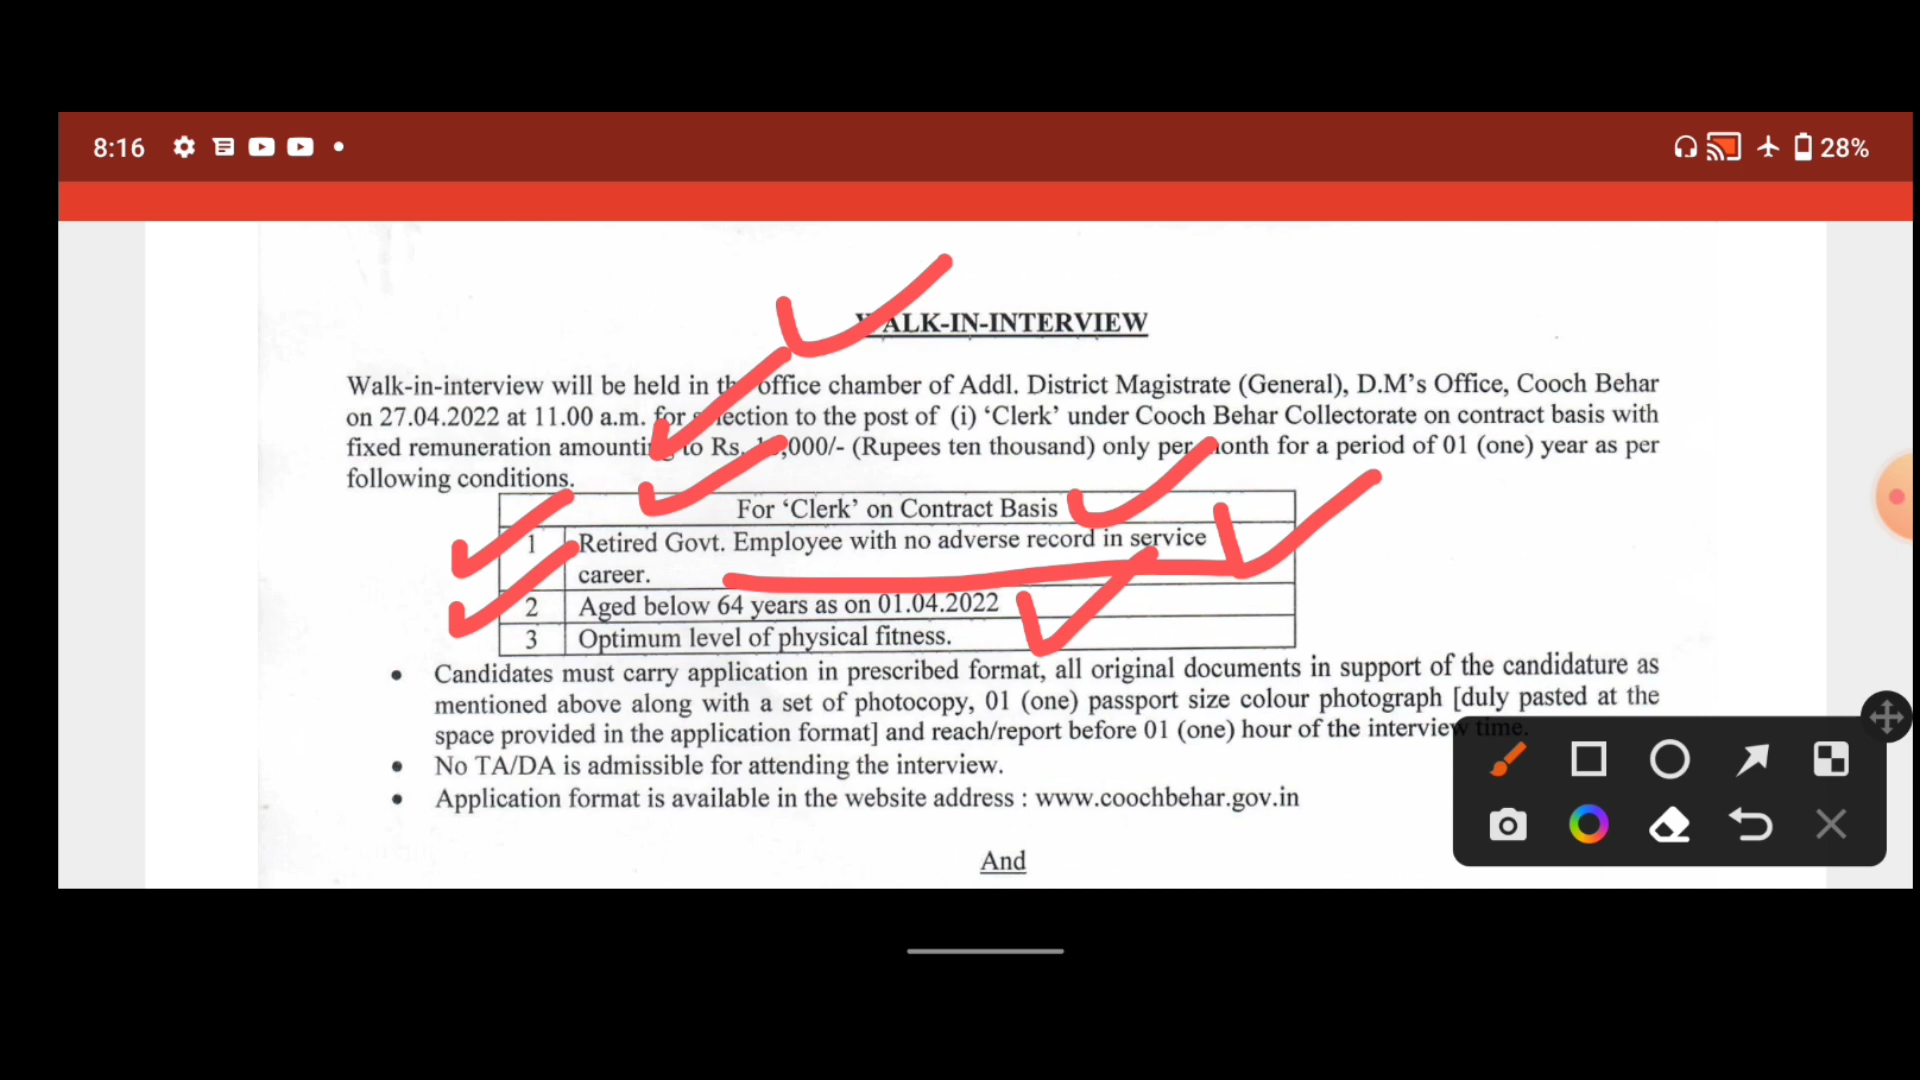 8:16
28%
WALK-IN-INTERVIEW
Walk-in-interview will be held in the office chamber of Addl. District Magistrate (General), D.M's Office, Cooch Behar
on 27.04.2022 at 11.00 a.m. for selection to the post of (i) 'Clerk' under Cooch Behar Collectorate on contract basis with
fixed remuneration amounting to Rs. 10,000/- (Rupees ten thousand) only per month for a period of 01 (one) year as per
following conditions.
For 'Clerk' on Contract Basis
1 Retired Govt. Employee with no adverse record in service
career.
2 Aged below 64 years as on 01.04.2022
3 Optimum level of physical fitness.
• Candidates must carry application in prescribed format, all original documents in support of the candidature as
mentioned above along with a set of photocopy, 01 (one) passport size colour photograph [duly pasted at the
space provided in the application format] and reach/report before 01 (one) hour of the interview time.
• No TA/DA is admissible for attending the interview.
• Application format is available in the website address : www.coochbehar.gov.in
And